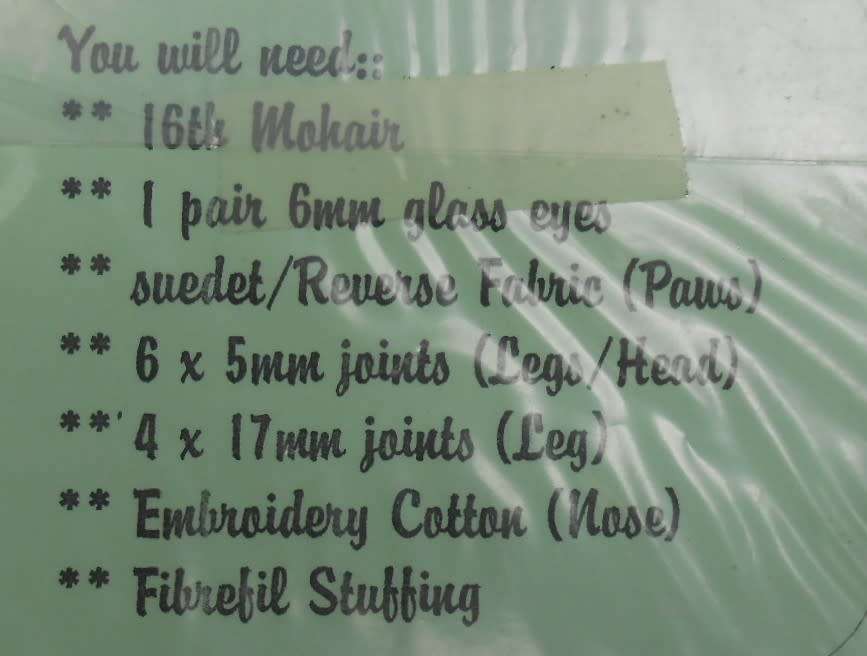 You will need::
** 16th Mohair
** 1 pair 6mm glass eyes
** suedet/Reverse Fabric (Paws)
** 6 x 5mm joints (Legs/Head)
** 4 x 17mm joints (Leg)
** Embroidery Cotton (Nose)
** Fibrefil Stuffing